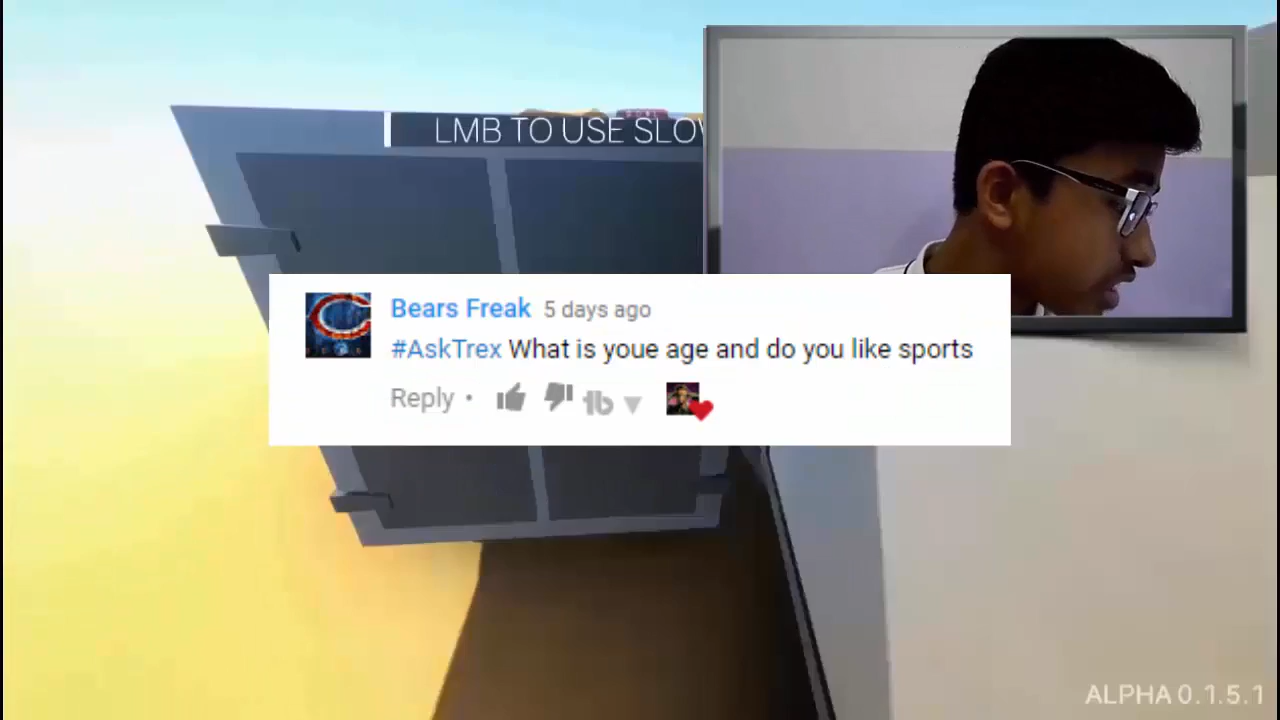 LMB TO USE SLOW
Bears Freak 5 days ago
#AskTrex What is youe age and do you like sports
Reply •
ALPHA 0.1.5.1